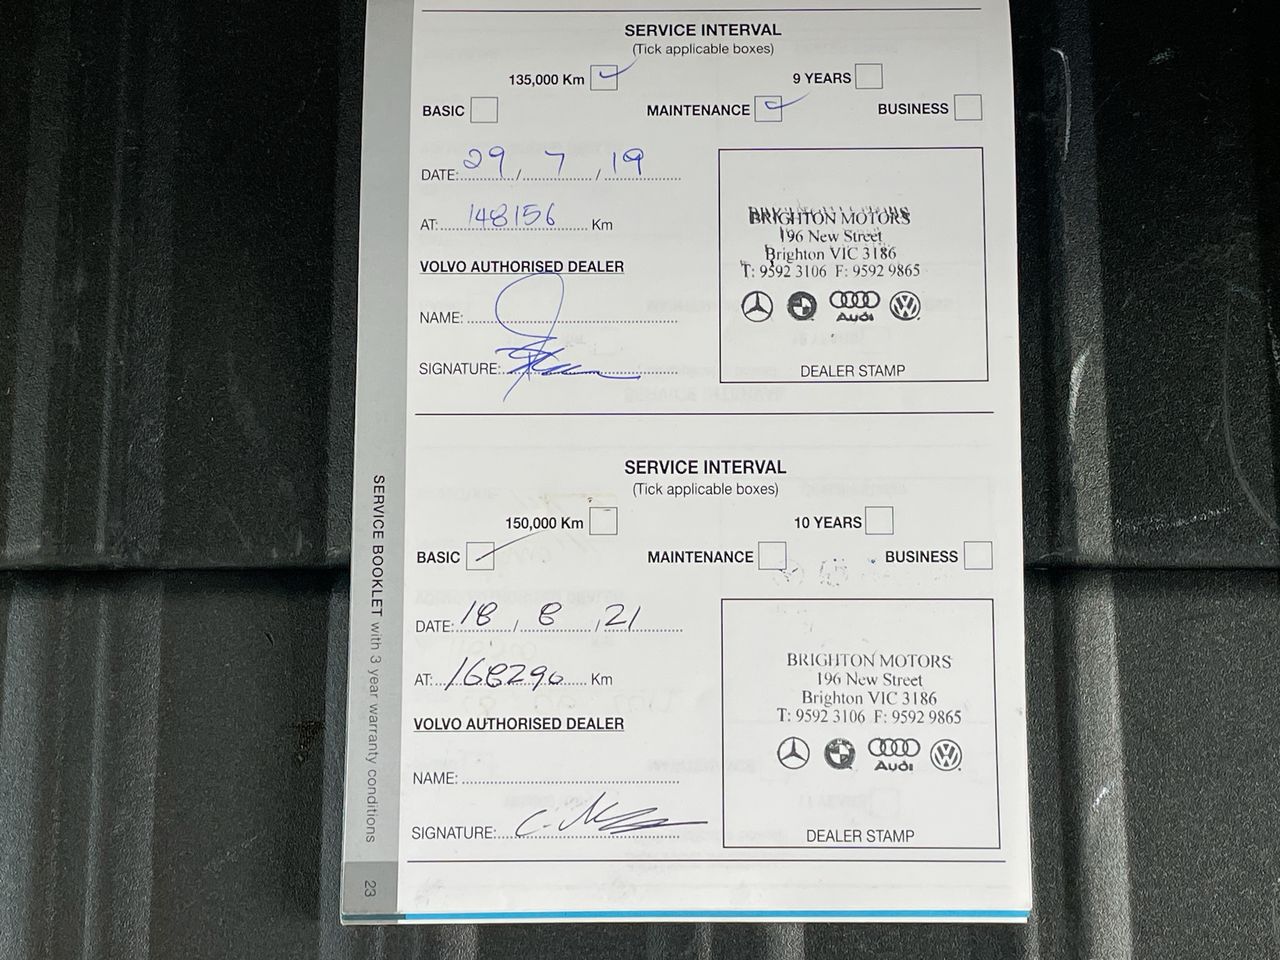 SERVICE INTERVAL
(Tick applicable boxes)
135,000 Km
9 YEARS
BASIC
MAINTENANCE
BUSINESS
DATE: 29 / 7 / 19
AT: 148156 Km
VOLVO AUTHORISED DEALER
NAME:
SIGNATURE:
BRIGHTON MOTORS
196 New Street
Brighton VIC 3186
T: 9592 3106 F: 9592 9865
Audi
DEALER STAMP
SERVICE INTERVAL
(Tick applicable boxes)
150,000 Km
10 YEARS
BASIC
MAINTENANCE
BUSINESS
DATE: 18 / 8 / 21
AT: 168290 Km
VOLVO AUTHORISED DEALER
NAME:
SIGNATURE:
BRIGHTON MOTORS
196 New Street
Brighton VIC 3186
T: 9592 3106 F: 9592 9865
Audi
DEALER STAMP
SERVICE BOOKLET with 3 year warranty conditions
23